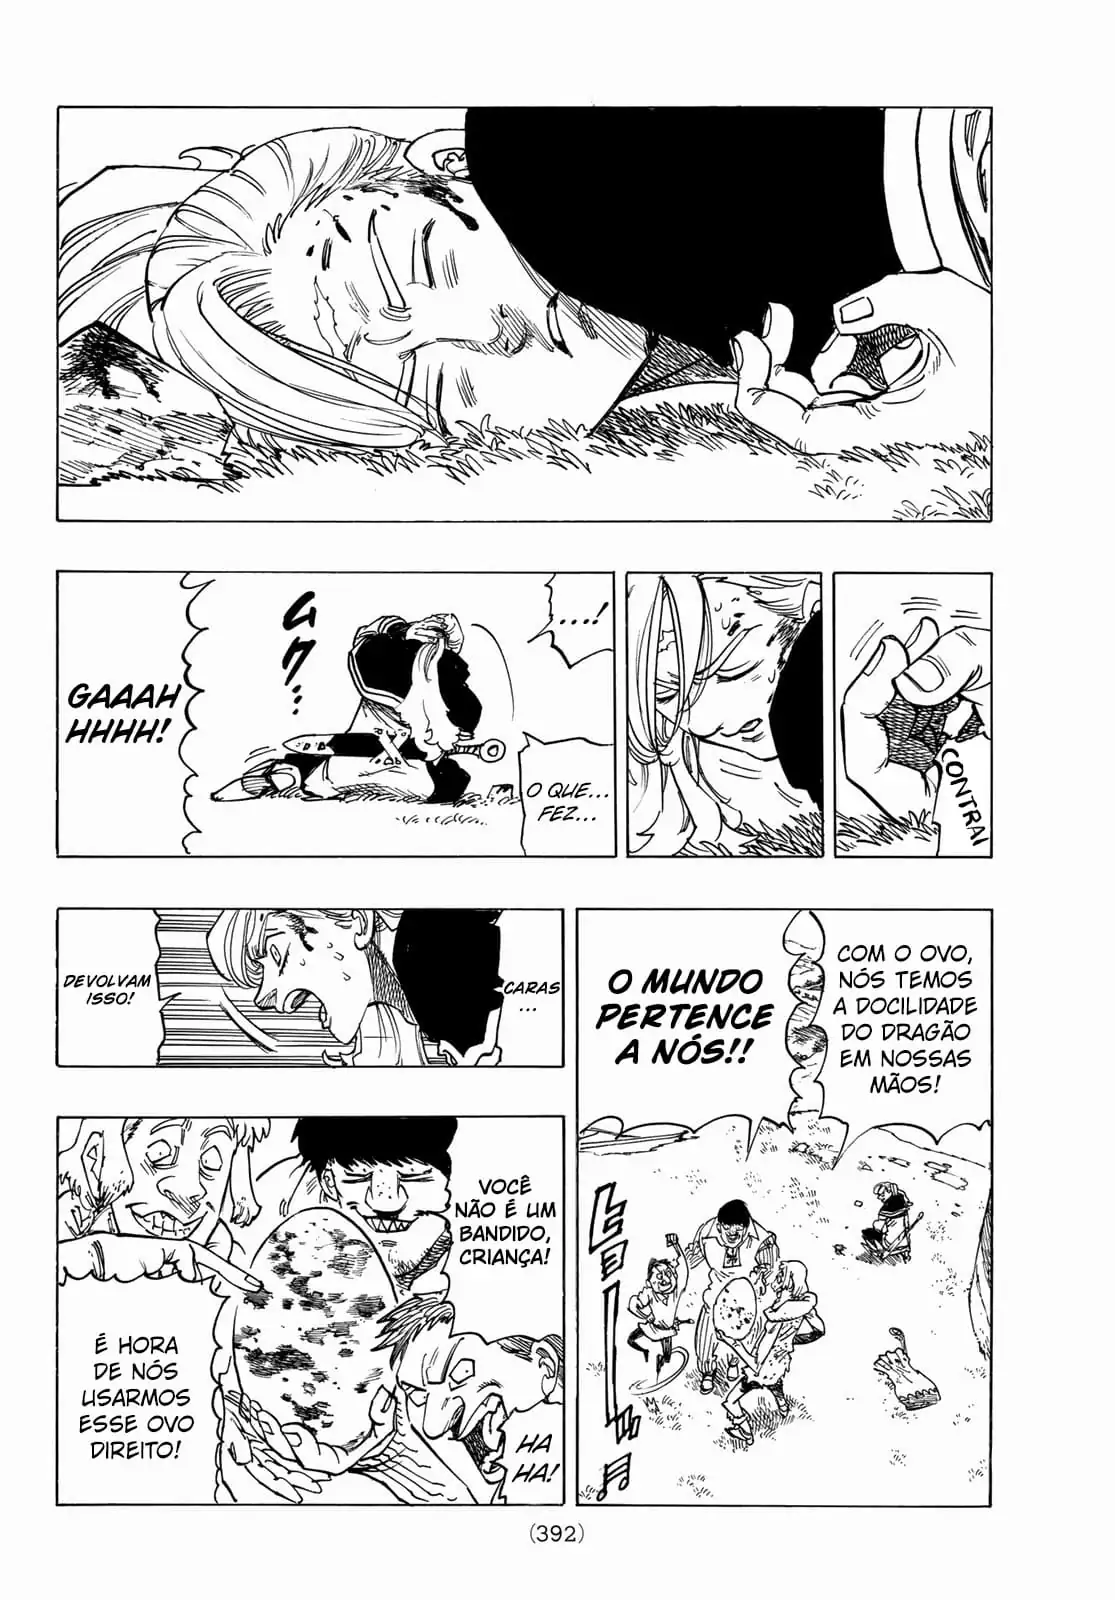 CONTRAI
....!
O QUE...
FEZ...
ムク...
GAAAH
HHHH!
COM O OVO,
NÓS TEMOS
A DOCILIDADE
DO DRAGÃO
EM NOSSAS
MÃOS!
O MUNDO
PERTENCE
A NÓS!!
CARAS
...
DEVOLVAM
ISSO!
VOCÊ
NÃO É UM
BANDIDO,
CRIANÇA!
É HORA
DE NÓS
USARMOS
ESSE OVO
DIREITO!
HA
HA!
(392)